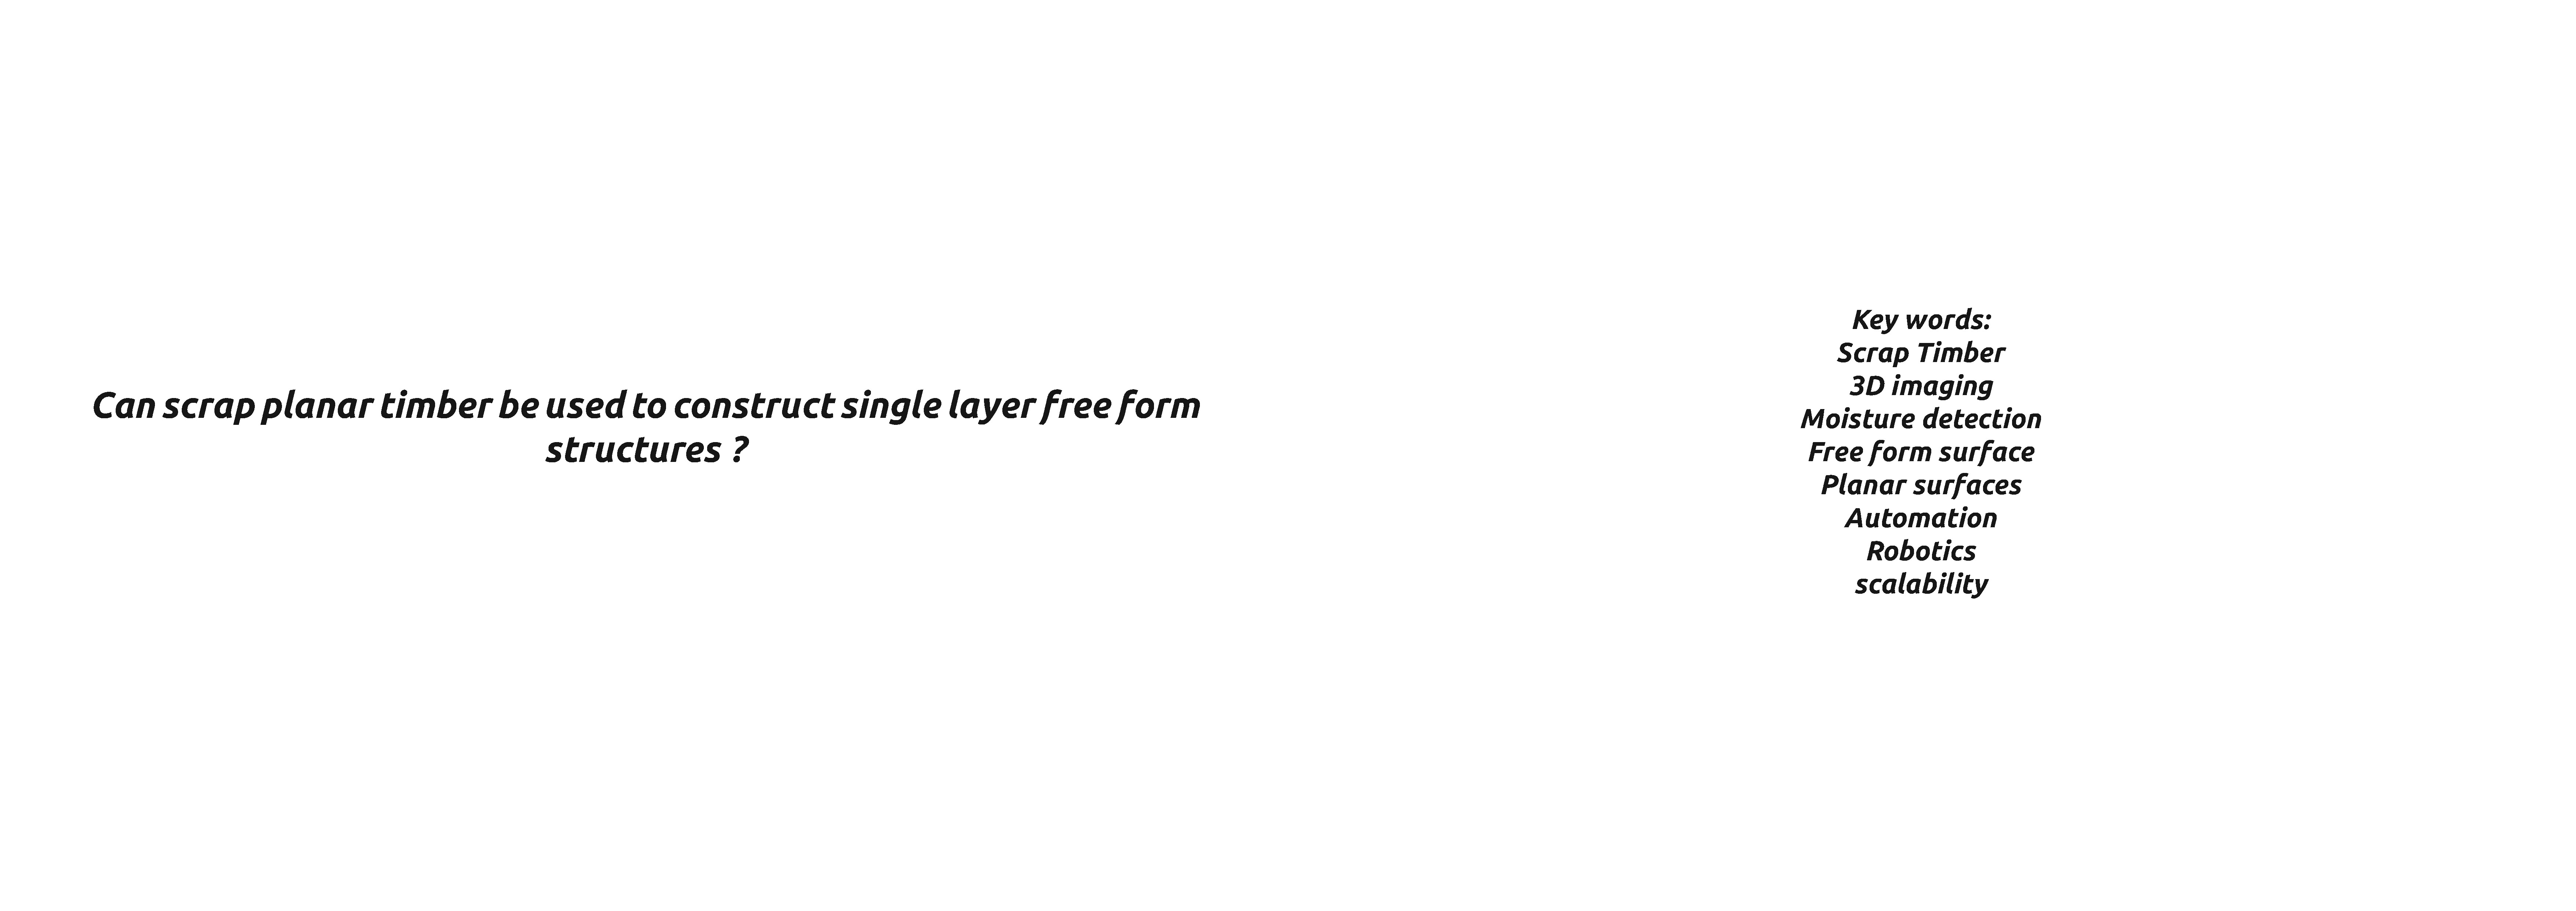 Can scrap planar timber be used to construct single layer free form
structures ?
Key words:
Scrap Timber
3D imaging
Moisture detection
Free form surface
Planar surfaces
Automation
Robotics
scalability